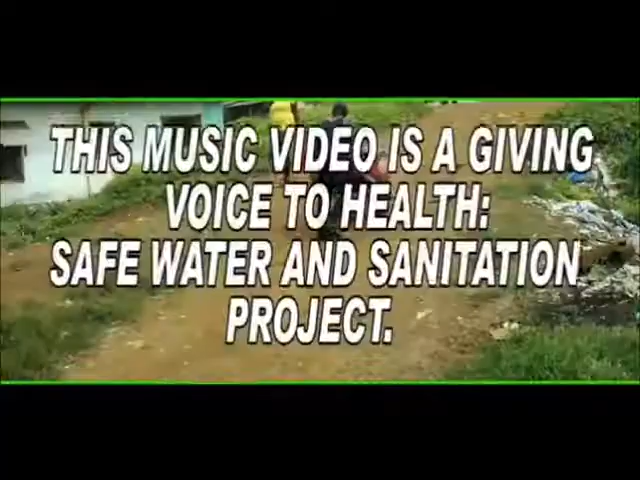 THIS MUSIC VIDEO IS A GIVING
VOICE TO HEALTH:
SAFE WATER AND SANITATION
PROJECT.